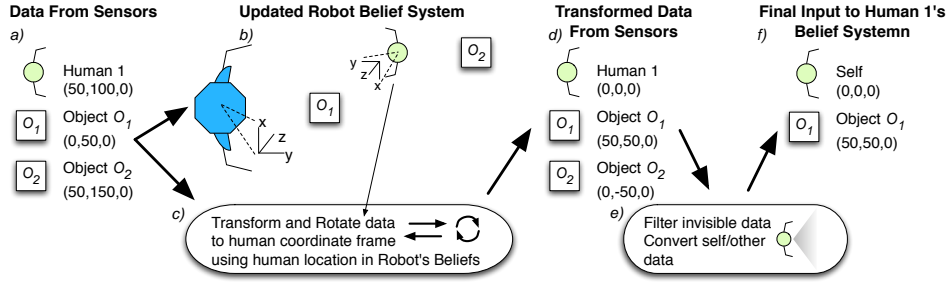 Data From Sensors
a)
Human 1
(50,100,0)
O1
Object O1
(0,50,0)
O2
Object O2
(50,150,0)
Updated Robot Belief System
b)
x
z
y
O1
y
z
x
O2
c)
Transform and Rotate data
to human coordinate frame
using human location in Robot's Beliefs
Transformed Data
From Sensors
d)
Human 1
(0,0,0)
O1
Object O1
(50,50,0)
O2
Object O2
(0,-50,0)
e)
Filter invisible data
Convert self/other
data
Final Input to Human 1's
Belief Systemn
f)
Self
(0,0,0)
O1
Object O1
(50,50,0)